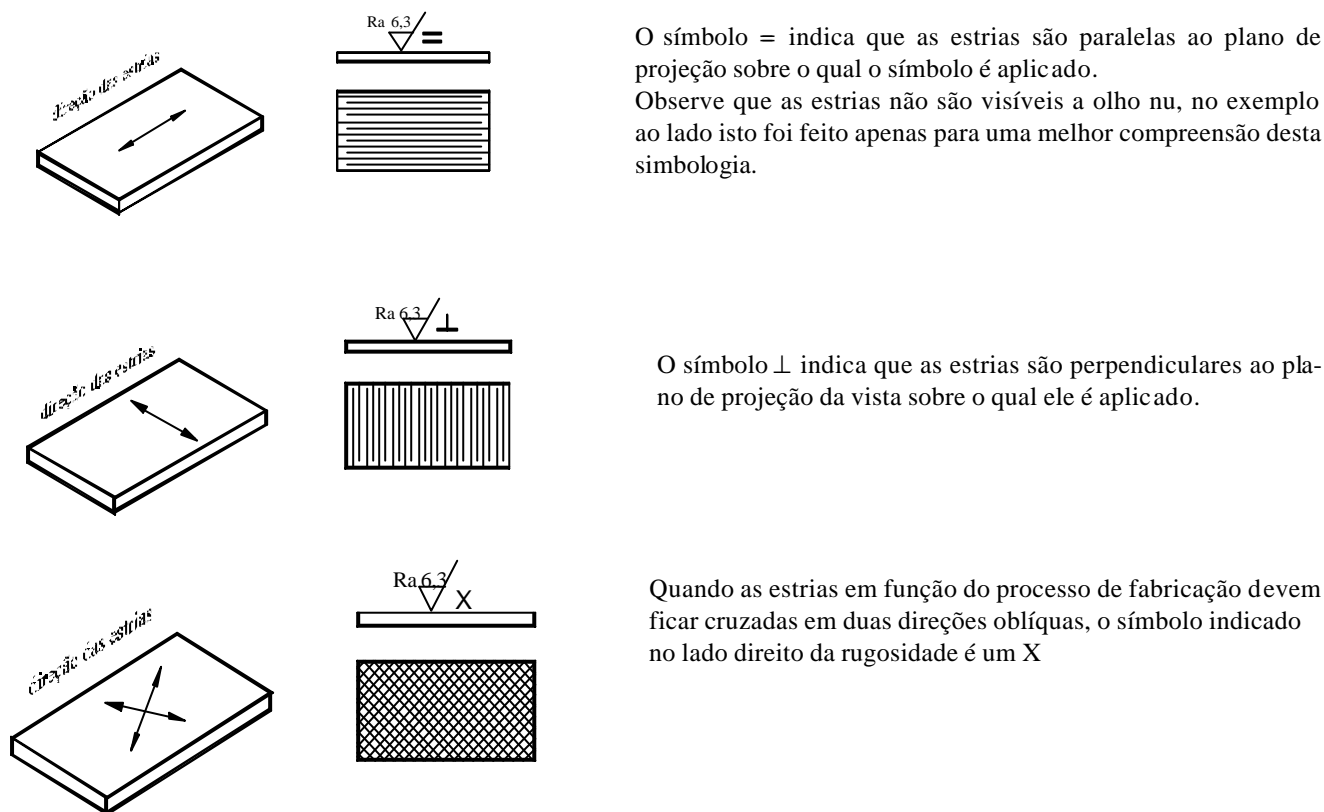 direção das estrias
Ra 6,3
=
O símbolo = indica que as estrias são paralelas ao plano de
projeção sobre o qual o símbolo é aplicado.
Observe que as estrias não são visíveis a olho nu, no exemplo
ao lado isto foi feito apenas para uma melhor compreensão desta
simbologia.
direção das estrias
Ra 6,3
⊥
O símbolo ⊥ indica que as estrias são perpendiculares ao pla-
no de projeção da vista sobre o qual ele é aplicado.
direção das estrias
Ra 6,3
X
Quando as estrias em função do processo de fabricação devem
ficar cruzadas em duas direções oblíquas, o símbolo indicado
no lado direito da rugosidade é um X